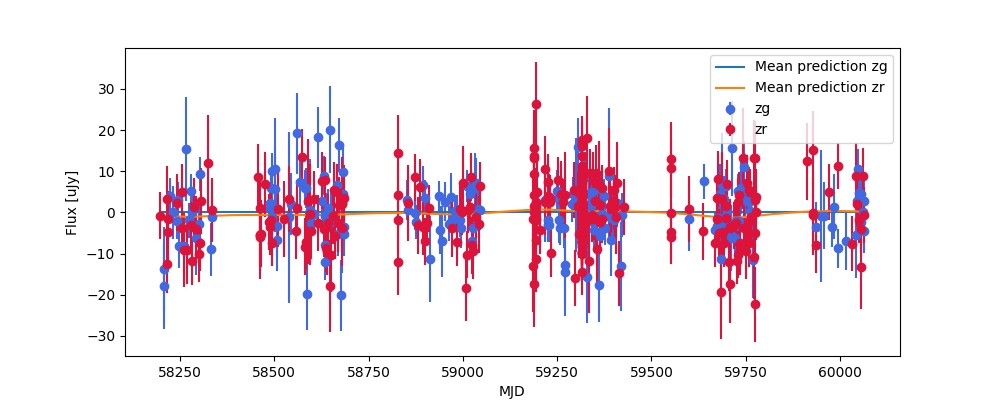 Mean prediction zg
Mean prediction zr
zg
zr
30
20
10
0
−10
−20
−30
Flux [uJy]
58250
58500
58750
59000
59250
59500
59750
60000
MJD